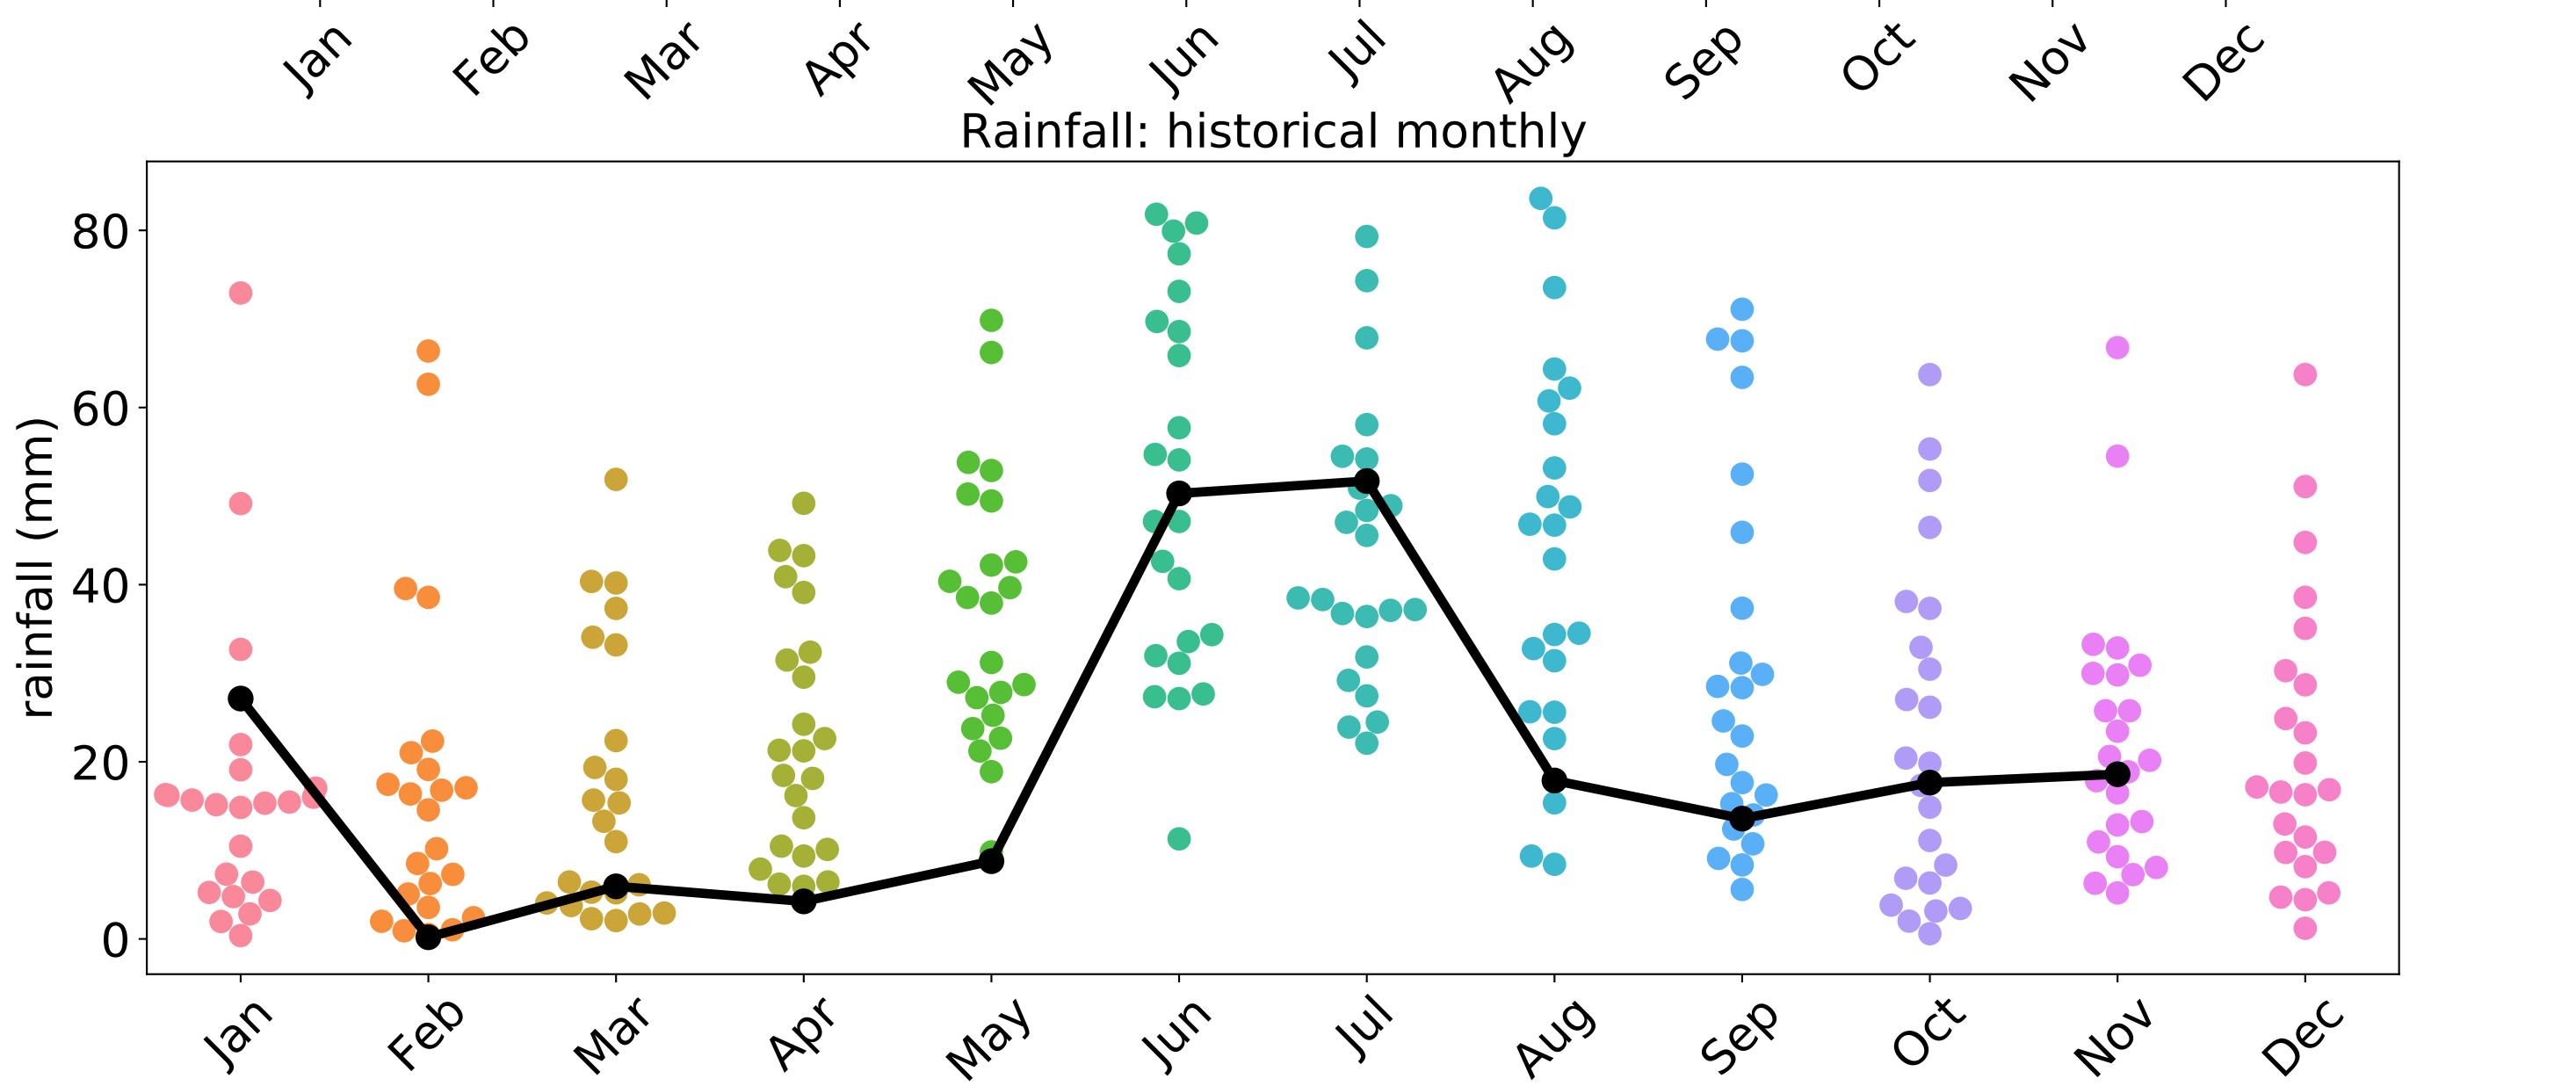 Jan Feb Mar Apr May Jun Jul Aug Sep Oct Nov Dec
Rainfall: historical monthly
rainfall (mm)
80
60
40
20
0
Jan Feb Mar Apr May Jun Jul Aug Sep Oct Nov Dec